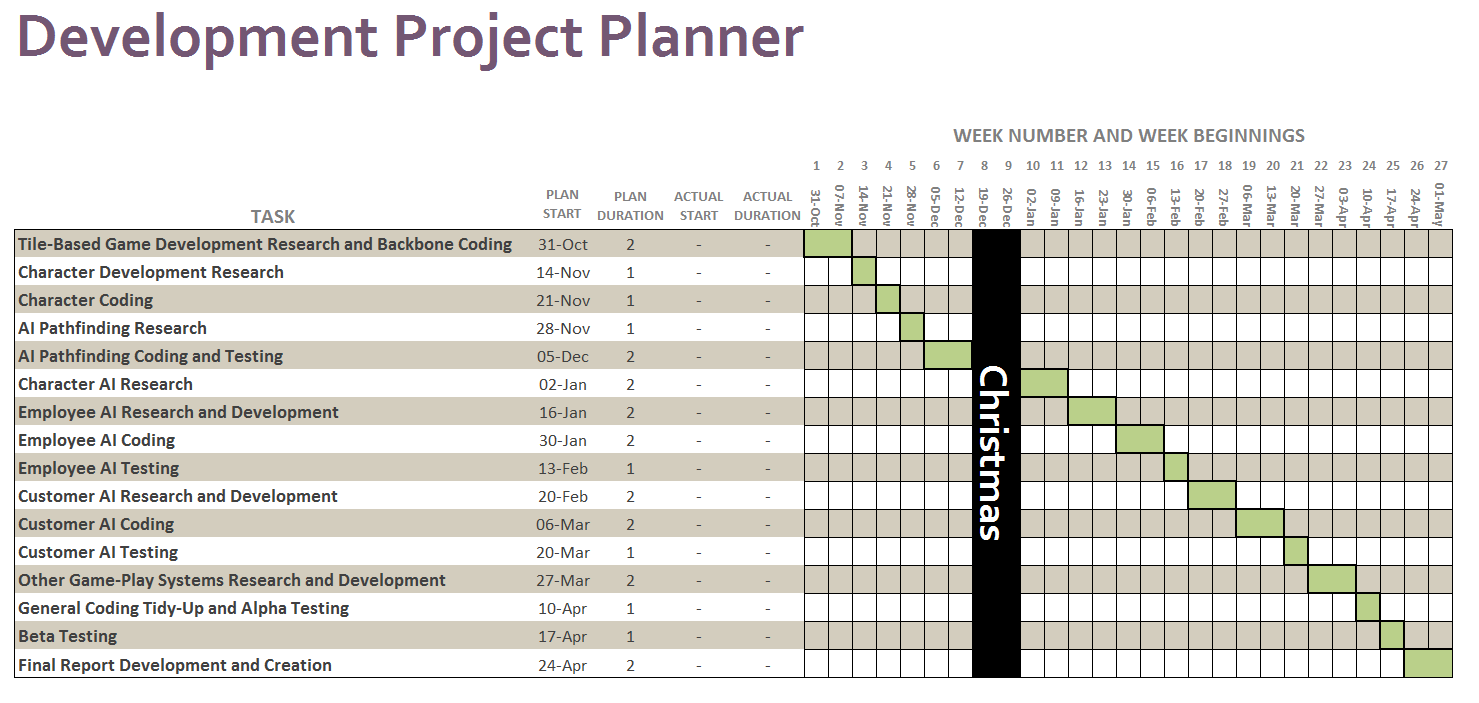 Development Project Planner
WEEK NUMBER AND WEEK BEGINNINGS
1 2 3 4 5 6 7 8 9 10 11 12 13 14 15 16 17 18 19 20 21 22 23 24 25 26 27
TASK PLAN START PLAN DURATION ACTUAL START ACTUAL DURATION 31-Oct 07-Nov 14-Nov 21-Nov 28-Nov 05-Dec 12-Dec 19-Dec 26-Dec 02-Jan 09-Jan 16-Jan 23-Jan 30-Jan 06-Feb 13-Feb 20-Feb 27-Feb 06-Mar 13-Mar 20-Mar 27-Mar 03-Apr 10-Apr 17-Apr 24-Apr 01-May
Tile-Based Game Development Research and Backbone Coding 31-Oct 2 - -
Character Development Research 14-Nov 1 - -
Character Coding 21-Nov 1 - -
AI Pathfinding Research 28-Nov 1 - -
AI Pathfinding Coding and Testing 05-Dec 2 - -
Character AI Research 02-Jan 2 - -
Employee AI Research and Development 16-Jan 2 - -
Employee AI Coding 30-Jan 2 - -
Employee AI Testing 13-Feb 1 - -
Customer AI Research and Development 20-Feb 2 - -
Customer AI Coding 06-Mar 2 - -
Customer AI Testing 20-Mar 1 - -
Other Game-Play Systems Research and Development 27-Mar 2 - -
General Coding Tidy-Up and Alpha Testing 10-Apr 1 - -
Beta Testing 17-Apr 1 - -
Final Report Development and Creation 24-Apr 2 - -
Christmas